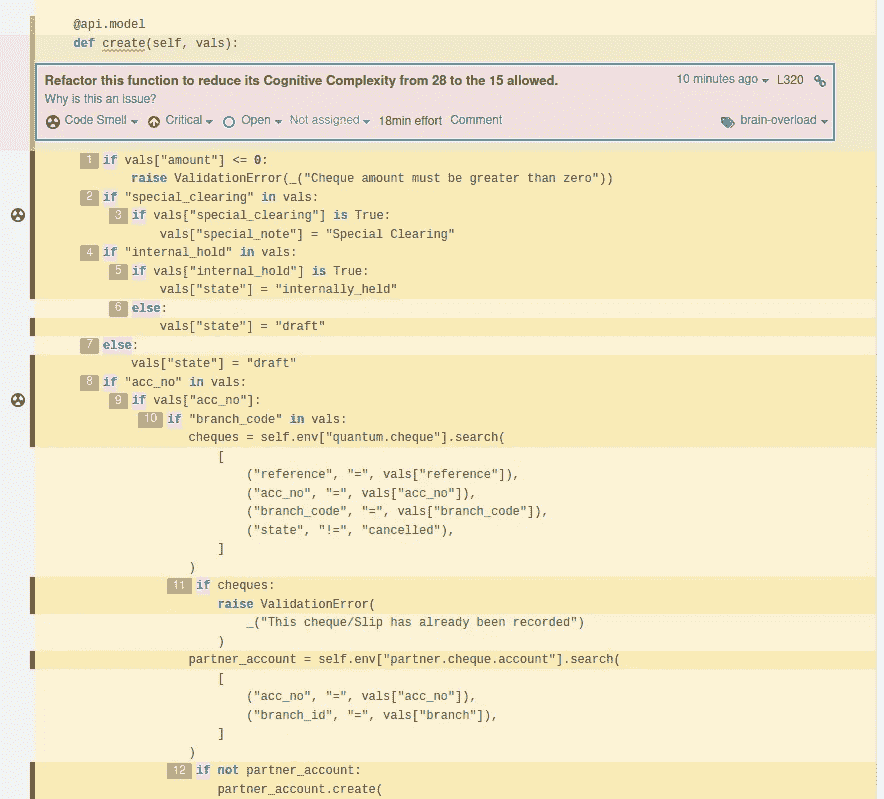 @api.model
def create(self, vals):
Refactor this function to reduce its Cognitive Complexity from 28 to the 15 allowed. 10 minutes ago L320
Why is this an issue?
Code Smell Critical Open Not assigned 18min effort Comment brain-overload
1 if vals["amount"] <= 0:
raise ValidationError(_("Cheque amount must be greater than zero"))
2 if "special_clearing" in vals:
3 if vals["special_clearing"] is True:
vals["special_note"] = "Special Clearing"
4 if "internal_hold" in vals:
5 if vals["internal_hold"] is True:
vals["state"] = "internally_held"
6 else:
vals["state"] = "draft"
7 else:
vals["state"] = "draft"
8 if "acc_no" in vals:
9 if vals["acc_no"]:
10 if "branch_code" in vals:
cheques = self.env["quantum.cheque"].search(
[
("reference", "=", vals["reference"]),
("acc_no", "=", vals["acc_no"]),
("branch_code", "=", vals["branch_code"]),
("state", "!=", "cancelled"),
]
)
11 if cheques:
raise ValidationError(
_("This cheque/Slip has already been recorded")
)
partner_account = self.env["partner.cheque.account"].search(
[
("acc_no", "=", vals["acc_no"]),
("branch_id", "=", vals["branch"]),
]
)
12 if not partner_account:
partner_account.create(